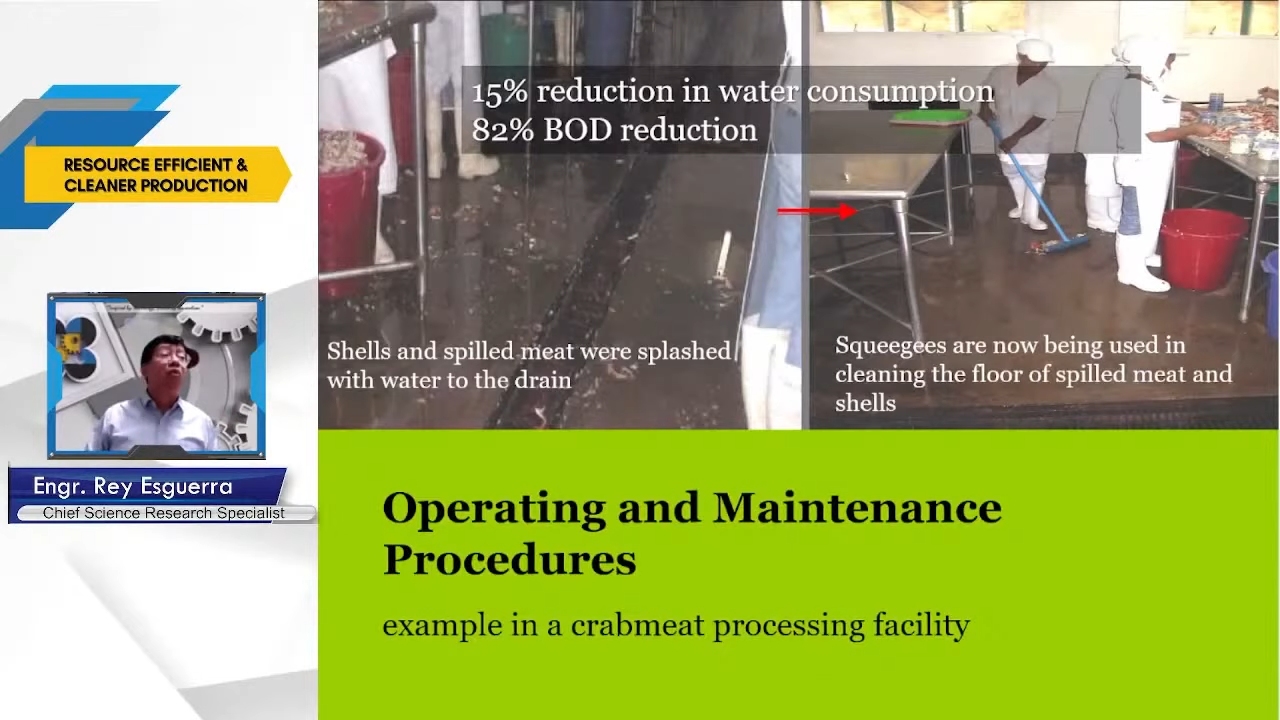 RESOURCE EFFICIENT &
CLEANER PRODUCTION
Engr. Rey Esguerra
Chief Science Research Specialist
15% reduction in water consumption
82% BOD reduction
Shells and spilled meat were splashed
with water to the drain
Squeegees are now being used in
cleaning the floor of spilled meat and
shells
Operating and Maintenance
Procedures
example in a crabmeat processing facility